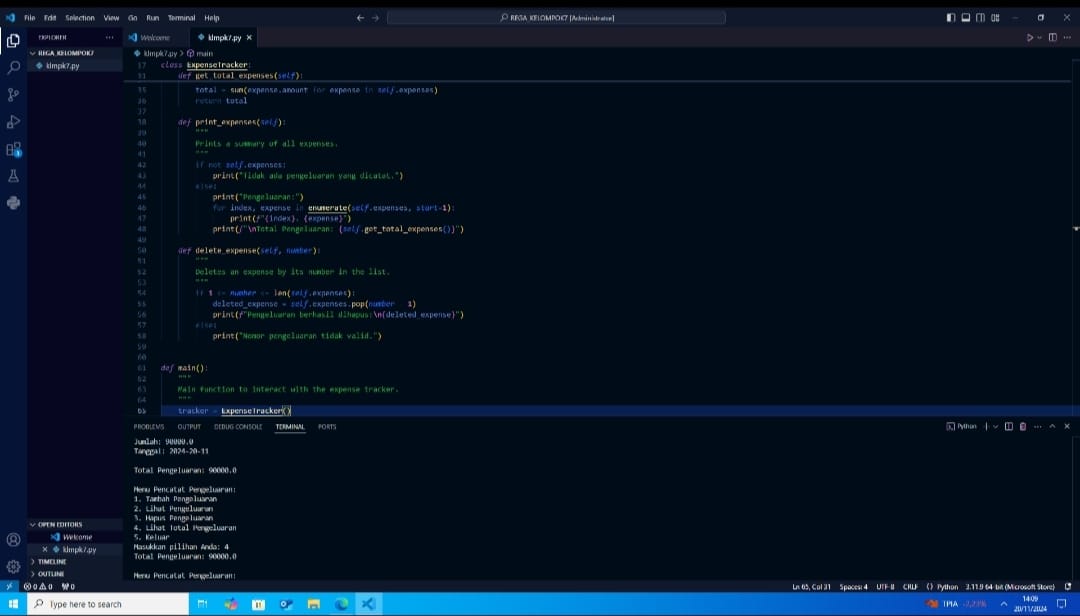 File Edit Selection View Go Run Terminal Help
REGA_KELOMPOK7 [Administrator]
EXPLORER
Welcome
klmpk7.py
REGA_KELOMPOK7
klmpk7.py
klmpk7.py > main
17 class ExpenseTracker:
31 def get_total_expenses(self):
35 total = sum(expense.amount for expense in self.expenses)
36 return total
37
38 def print_expenses(self):
39 """
40 Prints a summary of all expenses.
41 """
42 if not self.expenses:
43 print("Tidak ada pengeluaran yang dicatat.")
44 else:
45 print("Pengeluaran:")
46 for index, expense in enumerate(self.expenses, start=1):
47 print(f"{index}. {expense}")
48 print(f"\nTotal Pengeluaran: {self.get_total_expenses()}")
49
50 def delete_expense(self, number):
51 """
52 Deletes an expense by its number in the list.
53 """
54 if 1 <= number <= len(self.expenses):
55 deleted_expense = self.expenses.pop(number - 1)
56 print(f"Pengeluaran berhasil dihapus:\n{deleted_expense}")
57 else:
58 print("Nomor pengeluaran tidak valid.")
59
60
61 def main():
62 """
63 Main function to interact with the expense tracker.
64 """
65 tracker = ExpenseTracker()
PROBLEMS OUTPUT DEBUG CONSOLE TERMINAL PORTS
Python
Jumlah: 90000.0
Tanggal: 2024-20-11
Total Pengeluaran: 90000.0
Menu Pencatat Pengeluaran:
1. Tambah Pengeluaran
2. Lihat Pengeluaran
3. Hapus Pengeluaran
4. Lihat Total Pengeluaran
5. Keluar
Masukkan pilihan Anda: 4
Total Pengeluaran: 90000.0
Menu Pencatat Pengeluaran:
OPEN EDITORS
Welcome
klmpk7.py
TIMELINE
OUTLINE
0 0 0
Ln 65, Col 31 Spaces: 4 UTF-8 CRLF Python 3.11.9 64-bit (Microsoft Store)
Type here to search
TPIA -2,23%
14:09
20/11/2024